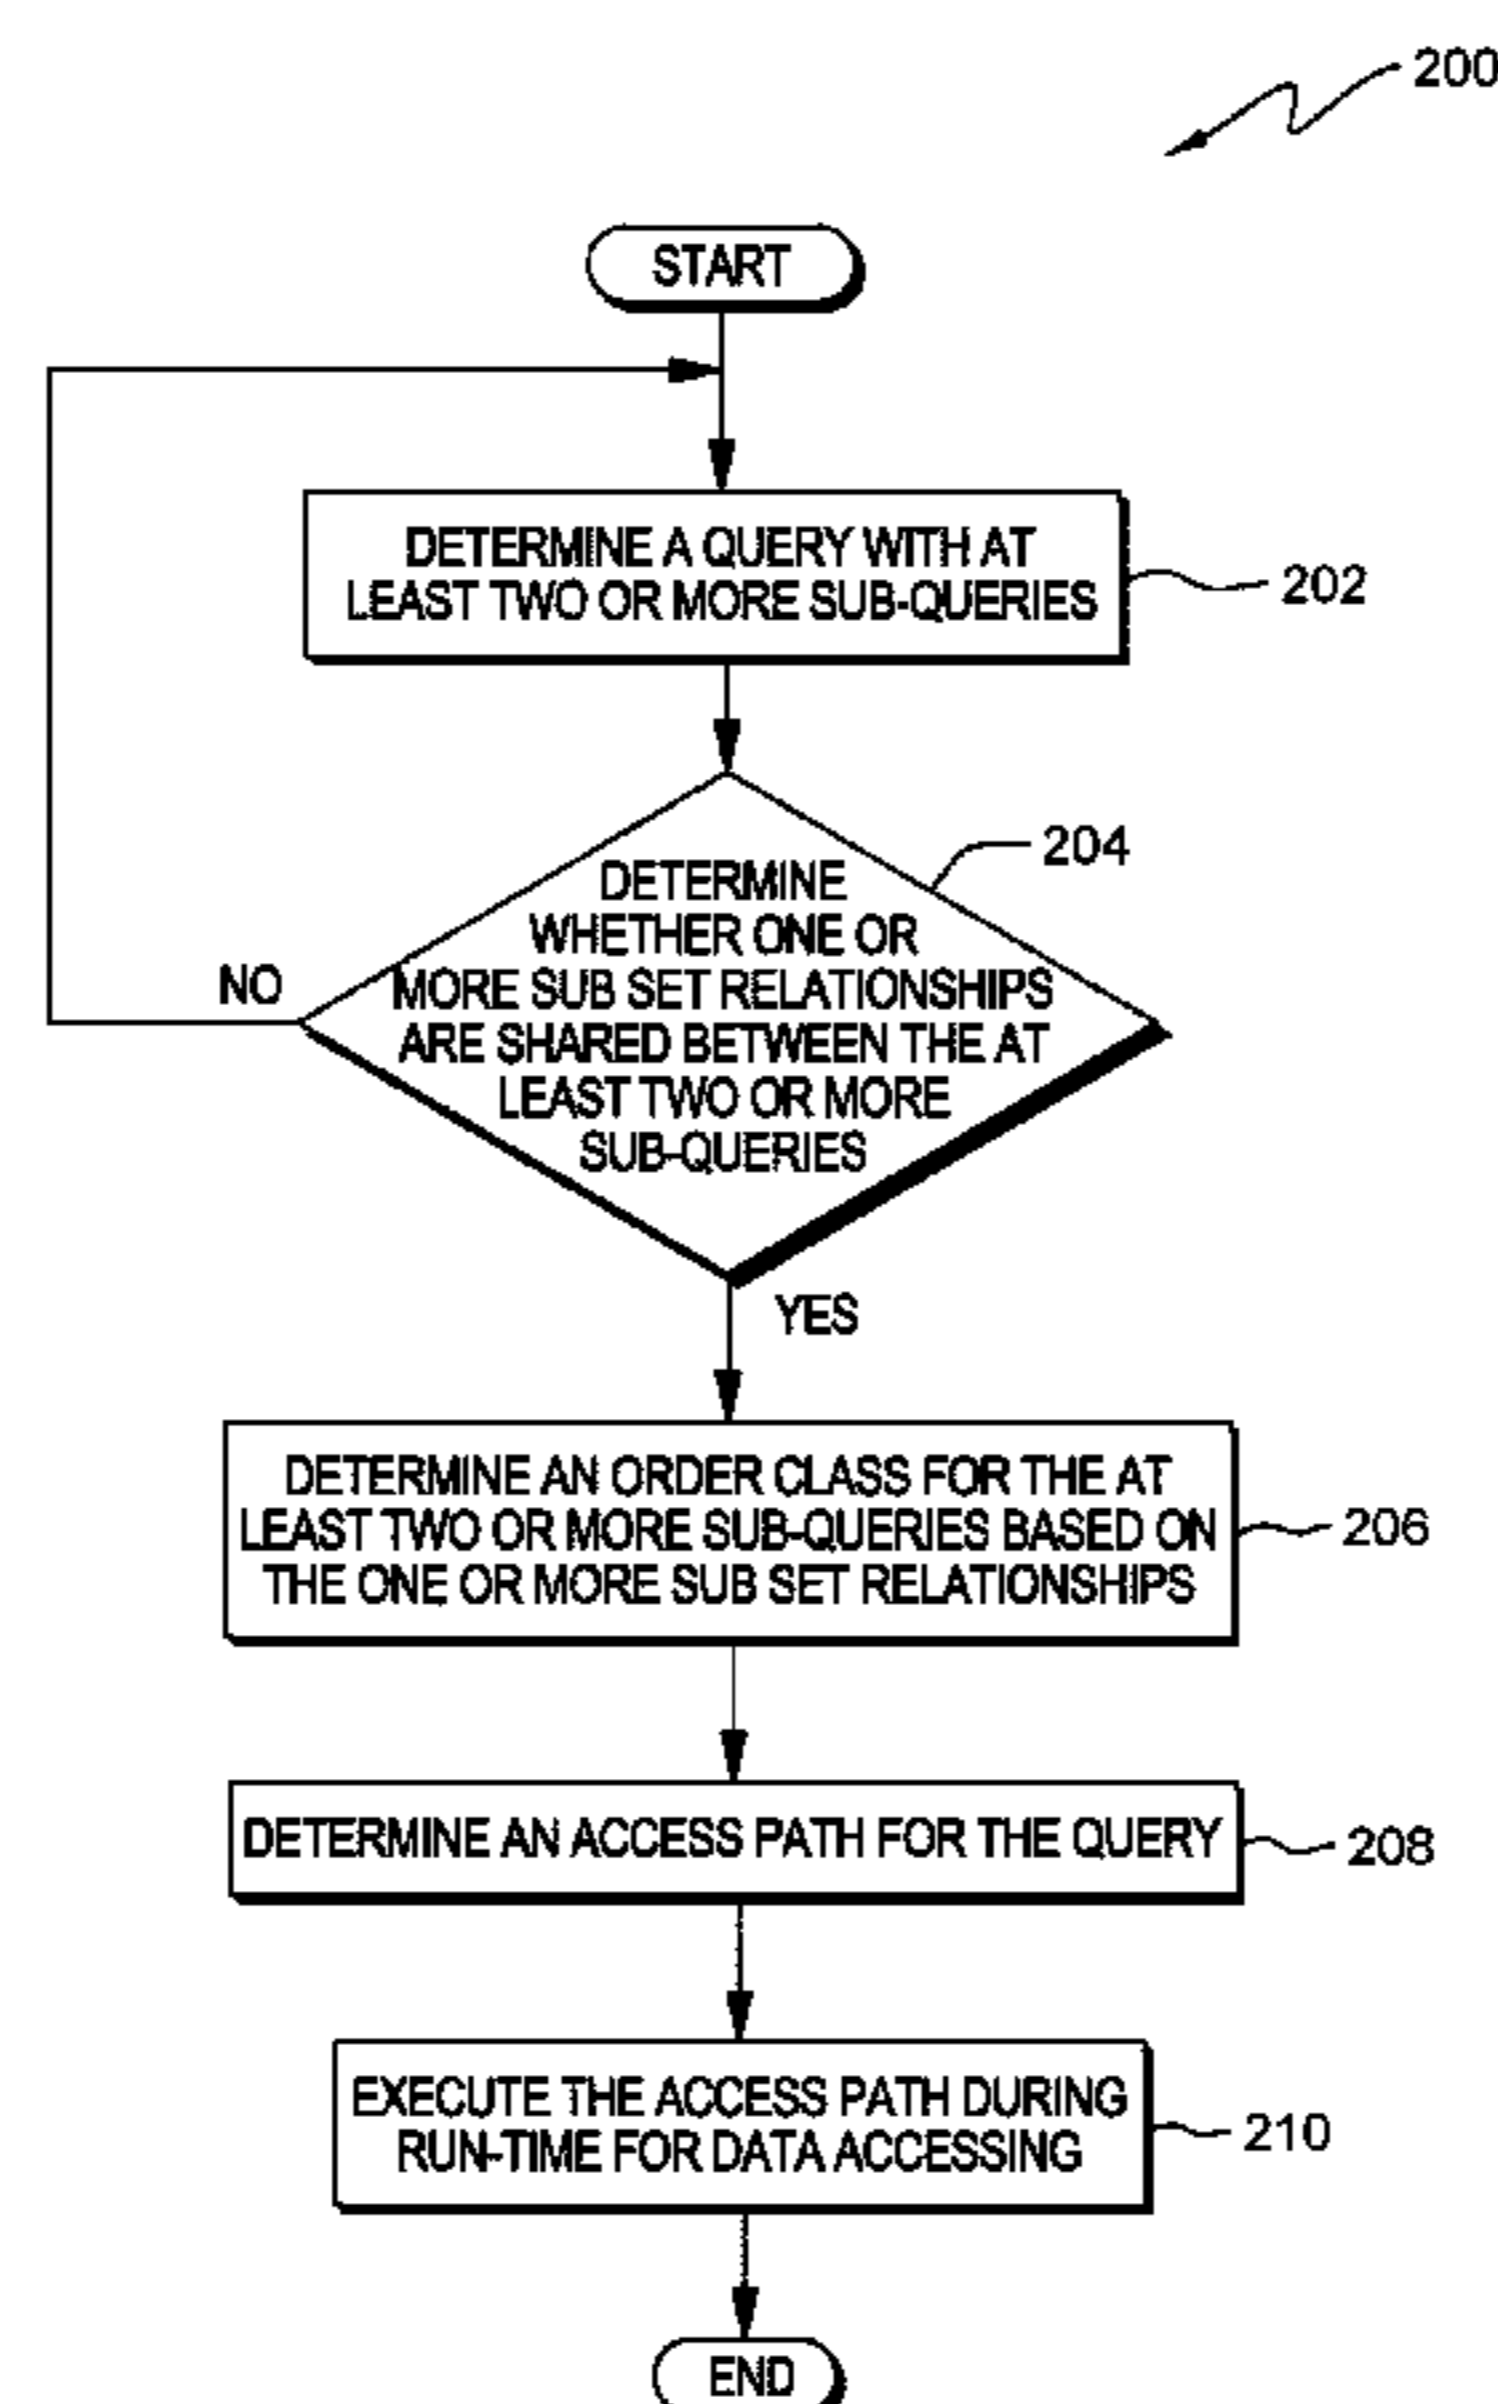 200
START
DETERMINE A QUERY WITH AT
LEAST TWO OR MORE SUB-QUERIES
202
204
DETERMINE
WHETHER ONE OR
MORE SUB SET RELATIONSHIPS
ARE SHARED BETWEEN THE AT
LEAST TWO OR MORE
SUB-QUERIES
NO
YES
DETERMINE AN ORDER CLASS FOR THE AT
LEAST TWO OR MORE SUB-QUERIES BASED ON
THE ONE OR MORE SUB SET RELATIONSHIPS
206
DETERMINE AN ACCESS PATH FOR THE QUERY
208
EXECUTE THE ACCESS PATH DURING
RUN-TIME FOR DATA ACCESSING
210
END